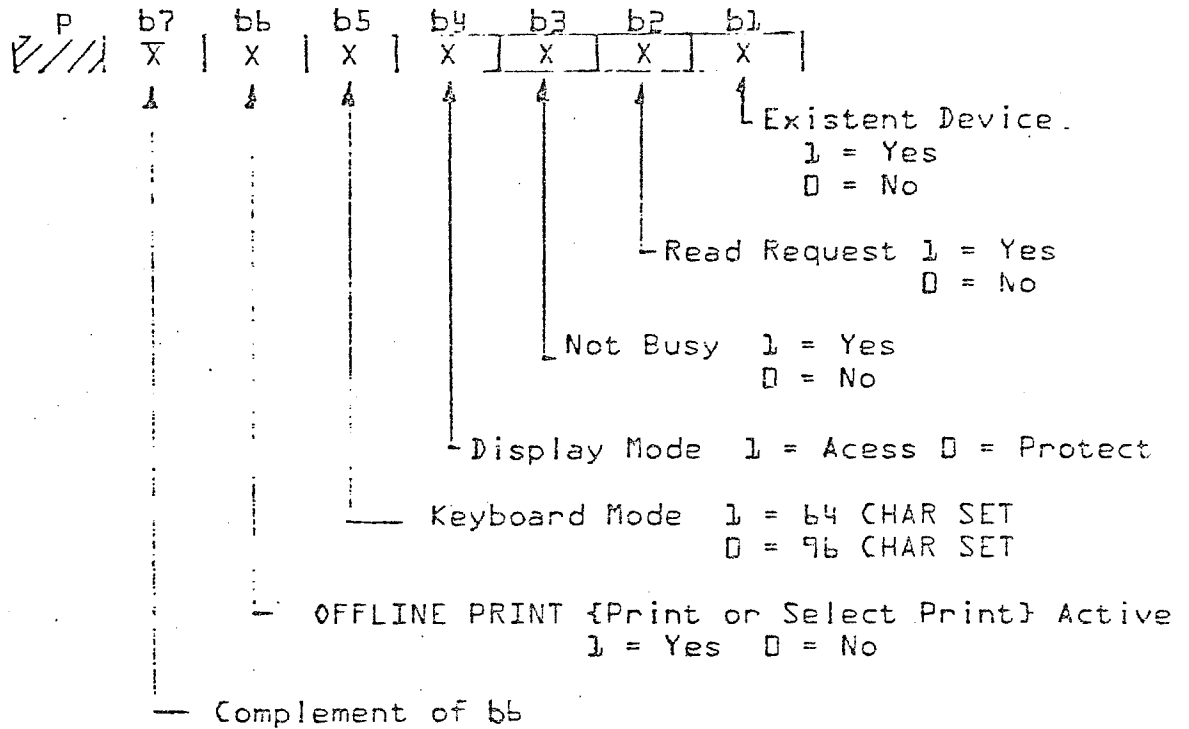 P b7 b6 b5 b4 b3 b2 b1
X X X X X X X
Existent Device.
1 = Yes
0 = No
Read Request 1 = Yes
0 = No
Not Busy 1 = Yes
0 = No
Display Mode 1 = Acess 0 = Protect
Keyboard Mode 1 = 64 CHAR SET
0 = 96 CHAR SET
OFFLINE PRINT {Print or Select Print} Active
1 = Yes 0 = No
Complement of b6